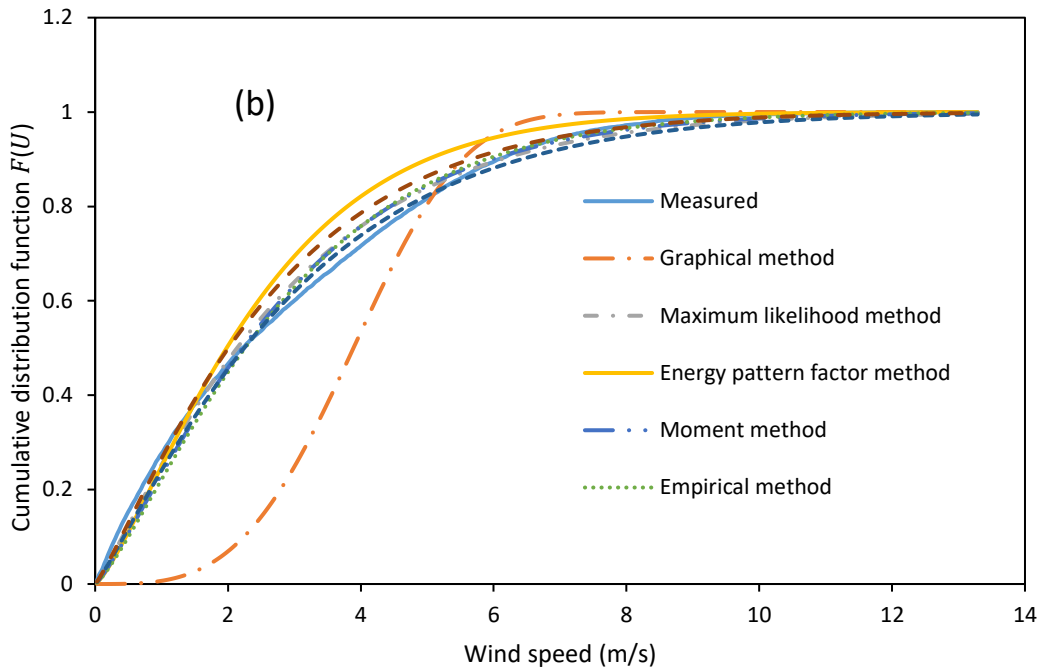 1.2
1
0.8
0.6
0.4
0.2
0
Cumulative distribution function F(U)
(b)
Measured
Graphical method
Maximum likelihood method
Energy pattern factor method
Moment method
Empirical method
0 2 4 6 8 10 12 14
Wind speed (m/s)